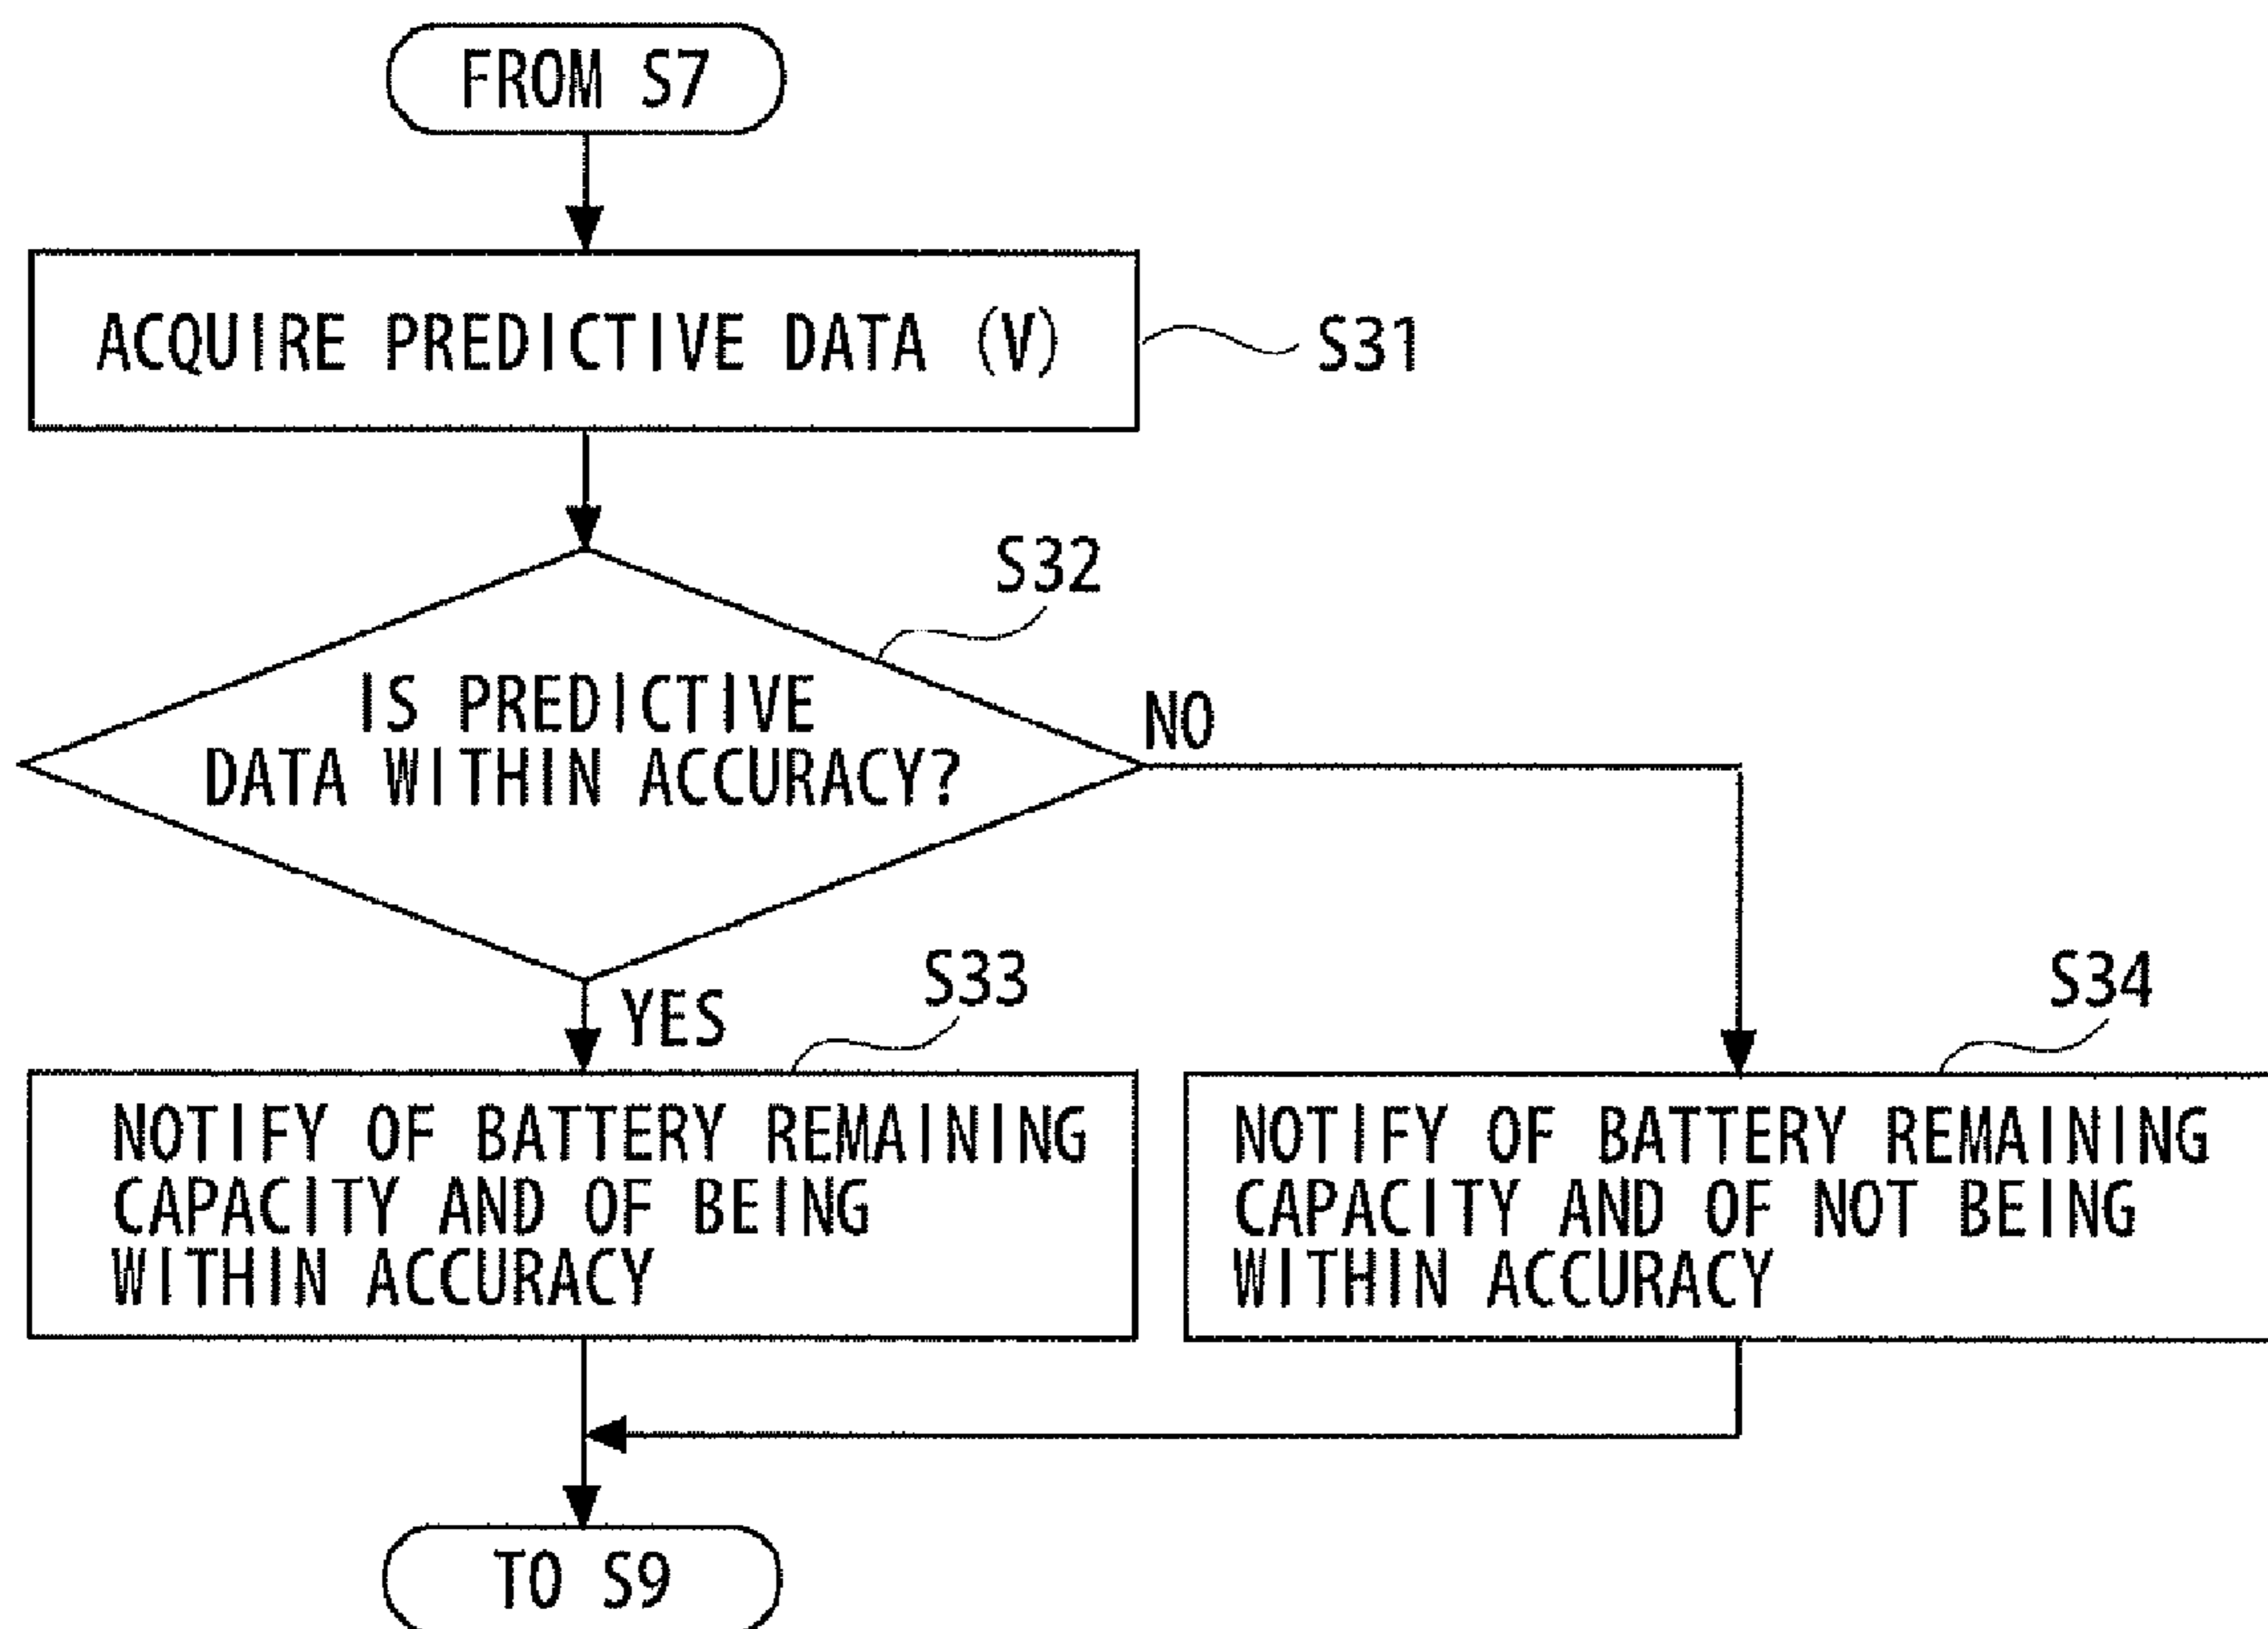 FROM S7
ACQUIRE PREDICTIVE DATA (V)
S31
S32
IS PREDICTIVE
DATA WITHIN ACCURACY?
NO
YES
S33
NOTIFY OF BATTERY REMAINING
CAPACITY AND OF BEING
WITHIN ACCURACY
S34
NOTIFY OF BATTERY REMAINING
CAPACITY AND OF NOT BEING
WITHIN ACCURACY
TO S9